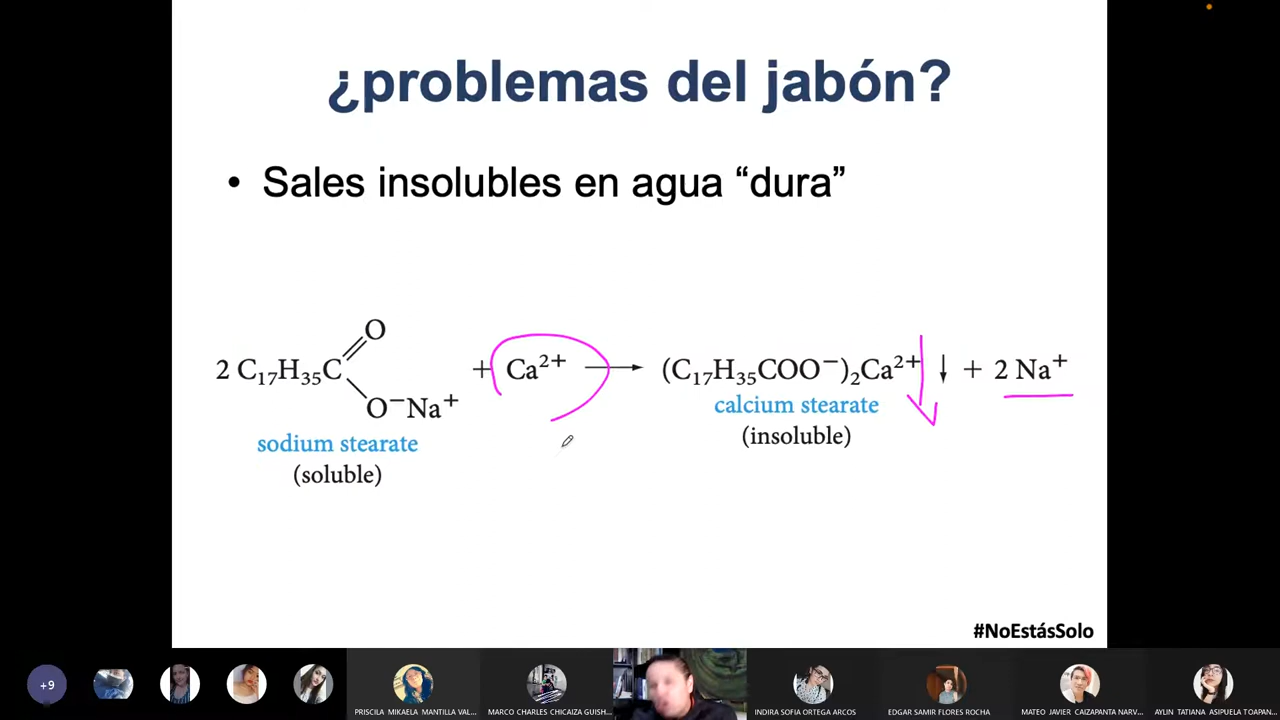 ¿problemas del jabón?
• Sales insolubles en agua “dura”
O
2 C₁₇H₃₅C
O⁻Na⁺
+ Ca²⁺ → (C₁₇H₃₅COO⁻)₂Ca²⁺ ↓ + 2 Na⁺
sodium stearate
(soluble)
calcium stearate
(insoluble)
#NoEstásSolo
+9
PRISCILA MIKAELA MANTILLA VAL...
MARCO CHARLES CHICAIZA GUISH...
INDIRA SOFIA ORTEGA ARCOS
EDGAR SAMIR FLORES ROCHA
MATEO JAVIER CAIZAPANTA NARV...
AYLIN TATIANA ASIPUELA TOAPAN...